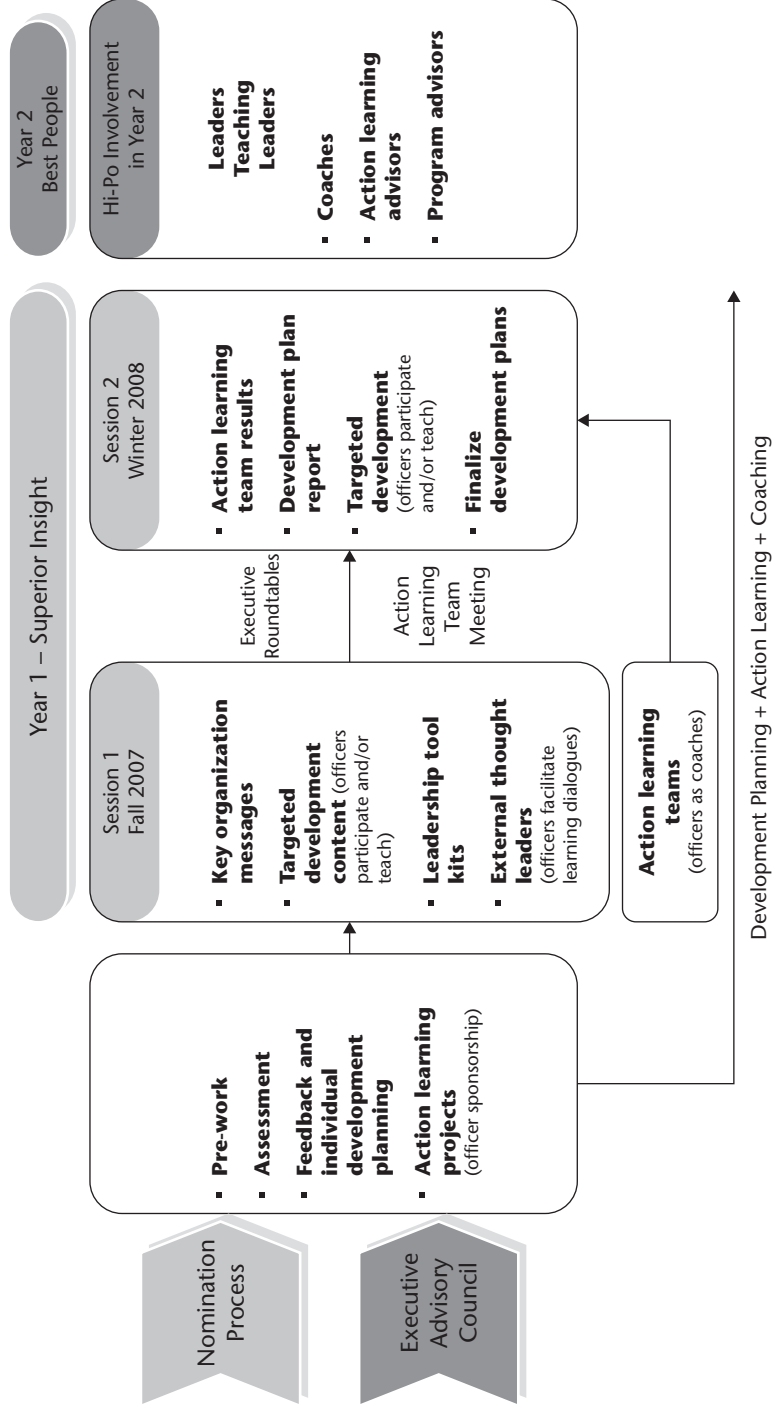 Nomination
Process
Executive
Advisory
Council
Pre-work
Assessment
Feedback and
individual
development
planning
Action learning
projects
(officer sponsorship)
Year 1 – Superior Insight
Session 1
Fall 2007
Key organization
messages
Targeted
development
content (officers
participate and/or
teach)
Leadership tool
kits
External thought
leaders
(officers facilitate
learning dialogues)
Action learning
teams
(officers as coaches)
Executive
Roundtables
Action
Learning
Team
Meeting
Session 2
Winter 2008
Action learning
team results
Development plan
report
Targeted
development
(officers participate
and/or teach)
Finalize
development plans
Year 2
Best People
Hi-Po Involvement
in Year 2
Leaders
Teaching
Leaders
Coaches
Action learning
advisors
Program advisors
Development Planning + Action Learning + Coaching